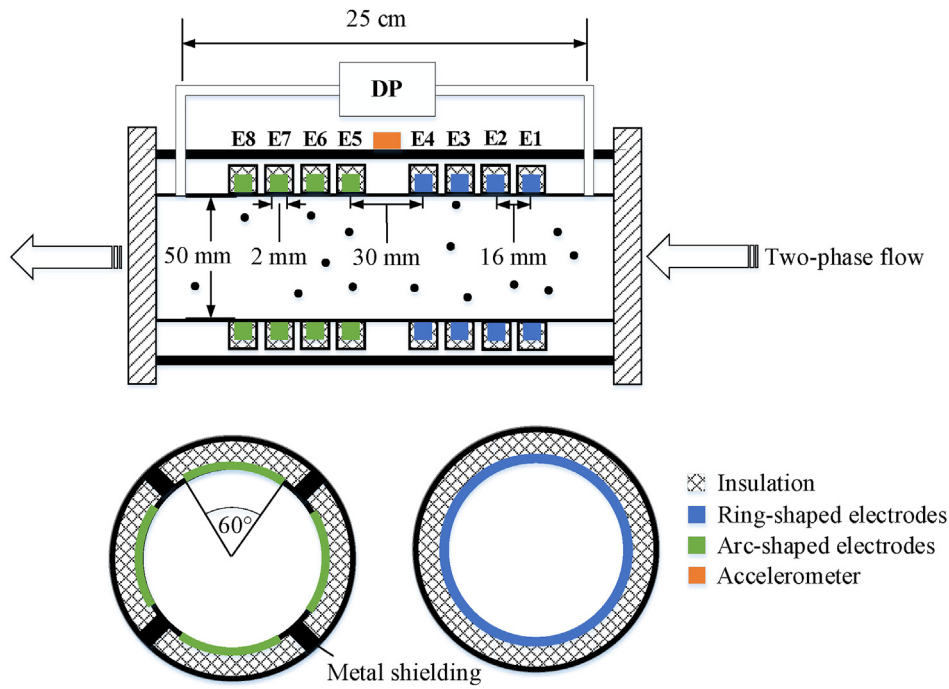 25 cm
DP
E8 E7 E6 E5 E4 E3 E2 E1
50 mm 2 mm 30 mm 16 mm Two-phase flow
60°
Metal shielding
Insulation
Ring-shaped electrodes
Arc-shaped electrodes
Accelerometer